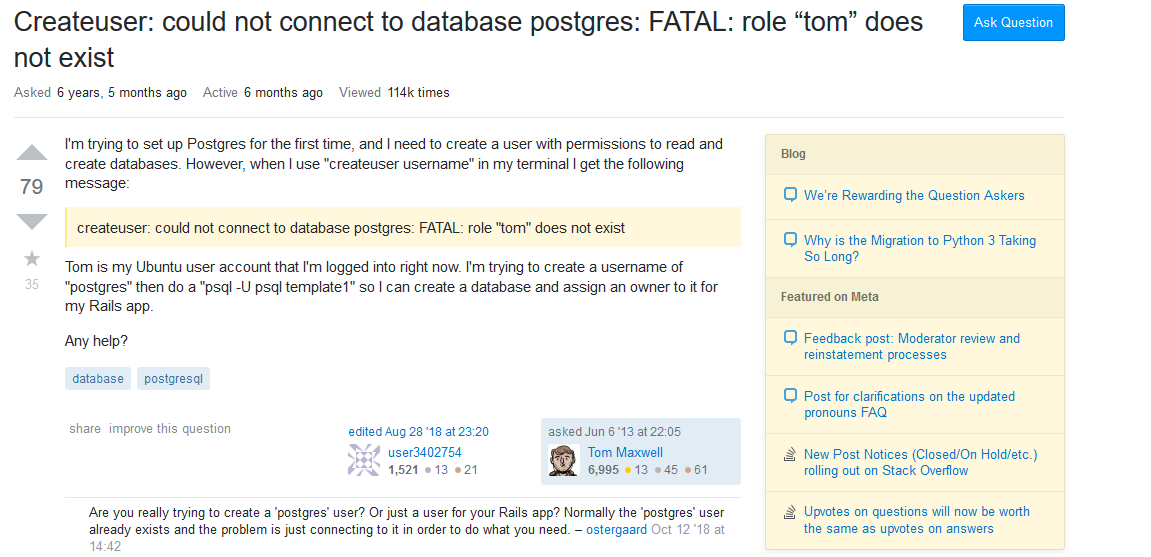 Createuser: could not connect to database postgres: FATAL: role “tom” does
not exist
Ask Question
Asked 6 years, 5 months ago Active 6 months ago Viewed 114k times
79
35
I'm trying to set up Postgres for the first time, and I need to create a user with permissions to read and
create databases. However, when I use "createuser username" in my terminal I get the following
message:
createuser: could not connect to database postgres: FATAL: role "tom" does not exist
Tom is my Ubuntu user account that I'm logged into right now. I'm trying to create a username of
"postgres" then do a "psql -U psql template1" so I can create a database and assign an owner to it for
my Rails app.
Any help?
database postgresql
share improve this question
edited Aug 28 '18 at 23:20
user3402754
1,521 13 21
asked Jun 6 '13 at 22:05
Tom Maxwell
6,995 13 45 61
Are you really trying to create a 'postgres' user? Or just a user for your Rails app? Normally the 'postgres' user
already exists and the problem is just connecting to it in order to do what you need. – ostergaard Oct 12 '18 at
14:42
Blog
We’re Rewarding the Question Askers
Why is the Migration to Python 3 Taking
So Long?
Featured on Meta
Feedback post: Moderator review and
reinstatement processes
Post for clarifications on the updated
pronouns FAQ
New Post Notices (Closed/On Hold/etc.)
rolling out on Stack Overflow
Upvotes on questions will now be worth
the same as upvotes on answers